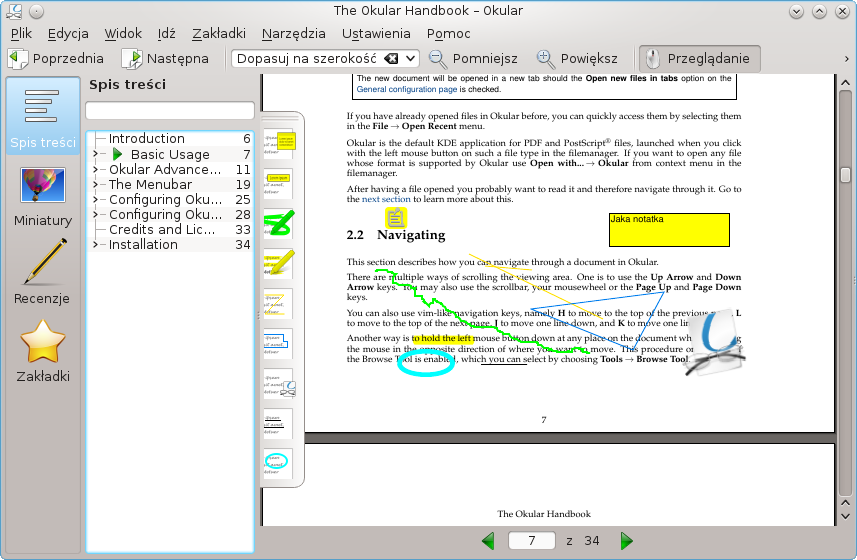 The Okular Handbook – Okular
Plik Edycja Widok Idź Zakładki Narzędzia Ustawienia Pomoc
Poprzednia Następna Dopasuj na szerokość Pomniejsz Powiększ Przeglądanie
Spis treści
Miniatury
Recenzje
Zakładki
Spis treści
Introduction 6
Basic Usage 7
Okular Advance... 11
The Menubar 19
Configuring Oku... 25
Configuring Oku... 28
Credits and Lic... 33
Installation 34
The new document will be opened in a new tab should the Open new files in tabs option on the
General configuration page is checked.
If you have already opened files in Okular before, you can quickly access them by selecting them
in the File → Open Recent menu.
Okular is the default KDE application for PDF and PostScript® files, launched when you click
with the left mouse button on such a file type in the filemanager. If you want to open any file
whose format is supported by Okular use Open with... → Okular from context menu in the
filemanager.
After having a file opened you probably want to read it and therefore navigate through it. Go to
the next section to learn more about this.
Jaka notatka
2.2 Navigating
This section describes how you can navigate through a document in Okular.
There are multiple ways of scrolling the viewing area. One is to use the Up Arrow and Down
Arrow keys. You may also use the scrollbar, your mousewheel or the Page Up and Page Down
keys.
You can also use vim-like navigation keys, namely H to move to the top of the previous L
to move to the top of the next page, J to move one line down, and K to move one
Another way is to hold the left mouse button down at any place on the document
the mouse in the opposite direction of where you want to move. This procedure
the Browse Tool is enabled, which you can select by choosing Tools → Browse Tool.
7
The Okular Handbook
7 z 34